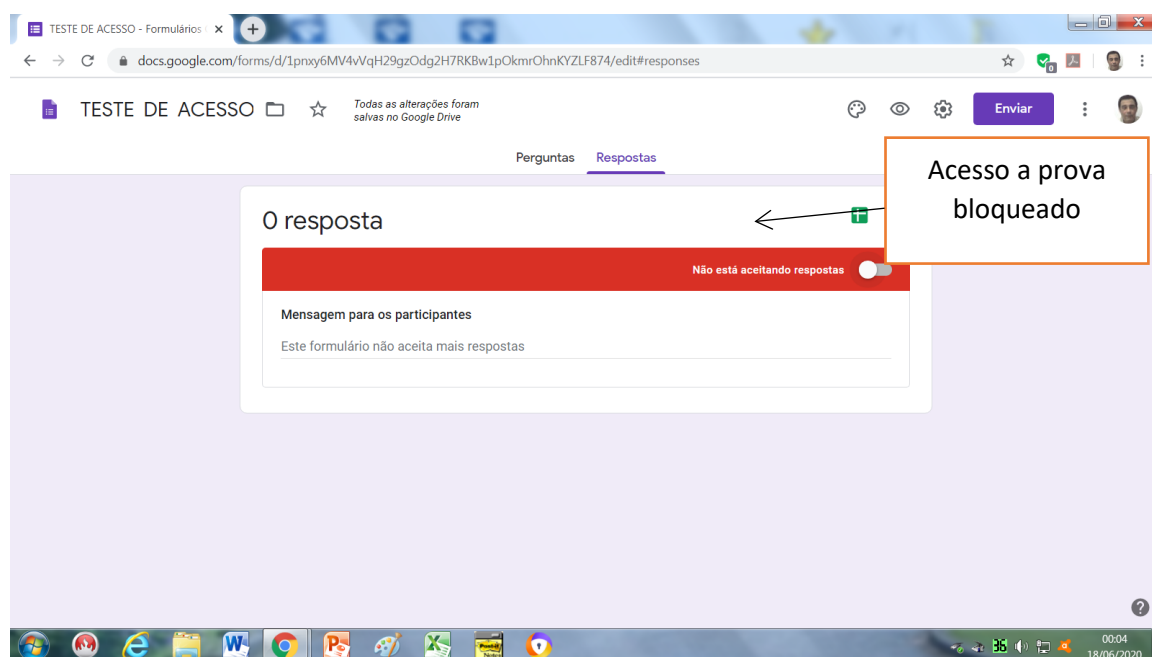 TESTE DE ACESSO - Formulários
docs.google.com/forms/d/1pnxy6MV4vVqH29gzOdg2H7RKBw1pOkmrOhnKYZLF874/edit#responses
TESTE DE ACESSO
Todas as alterações foram
salvas no Google Drive
Enviar
Perguntas Respostas
Acesso a prova
bloqueado
0 resposta
Não está aceitando respostas
Mensagem para os participantes
Este formulário não aceita mais respostas
00:04
18/06/2020